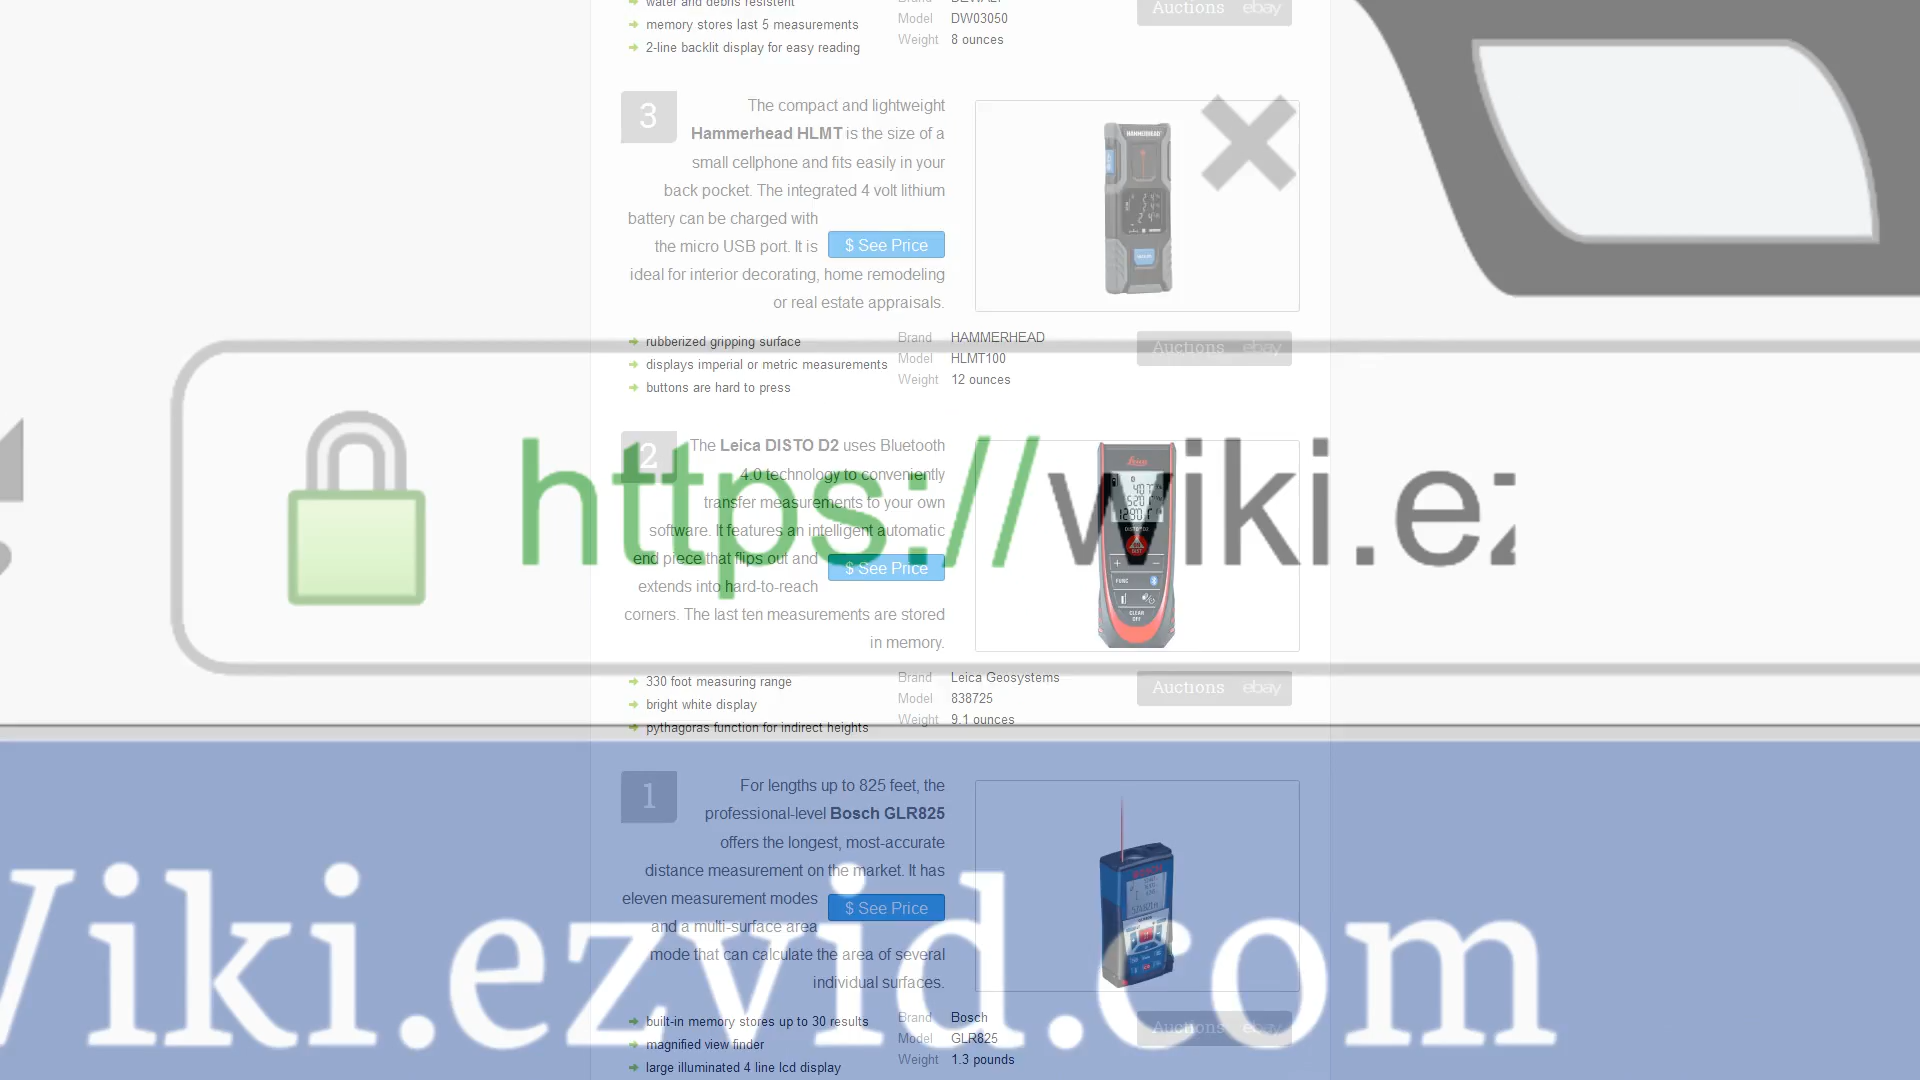 water and debris resistent
memory stores last 5 measurements
2-line backlit display for easy reading
Brand DEWALT
Model DW03050
Weight 8 ounces
Auctions ebay
3
The compact and lightweight
Hammerhead HLMT is the size of a
small cellphone and fits easily in your
back pocket. The integrated 4 volt lithium
battery can be charged with
the micro USB port. It is
$ See Price
ideal for interior decorating, home remodeling
or real estate appraisals.
HAMMERHEAD
rubberized gripping surface
displays imperial or metric measurements
buttons are hard to press
Brand HAMMERHEAD
Model HLMT100
Weight 12 ounces
Auctions ebay
https://wiki.ez
2
The Leica DISTO D2 uses Bluetooth
4.0 technology to conveniently
transfer measurements to your own
software. It features an intelligent automatic
end piece that flips out and
extends into hard-to-reach
$ See Price
corners. The last ten measurements are stored
in memory.
Leica
FUNC
CLEAR
OFF
330 foot measuring range
bright white display
pythagoras function for indirect heights
Brand Leica Geosystems
Model 838725
Weight 9.1 ounces
Auctions ebay
1
For lengths up to 825 feet, the
professional-level Bosch GLR825
offers the longest, most-accurate
distance measurement on the market. It has
eleven measurement modes
and a multi-surface area
$ See Price
mode that can calculate the area of several
individual surfaces.
Wiki.ezvid.com
built-in memory stores up to 30 results
magnified view finder
large illuminated 4 line lcd display
Brand Bosch
Model GLR825
Weight 1.3 pounds
Auctions ebay